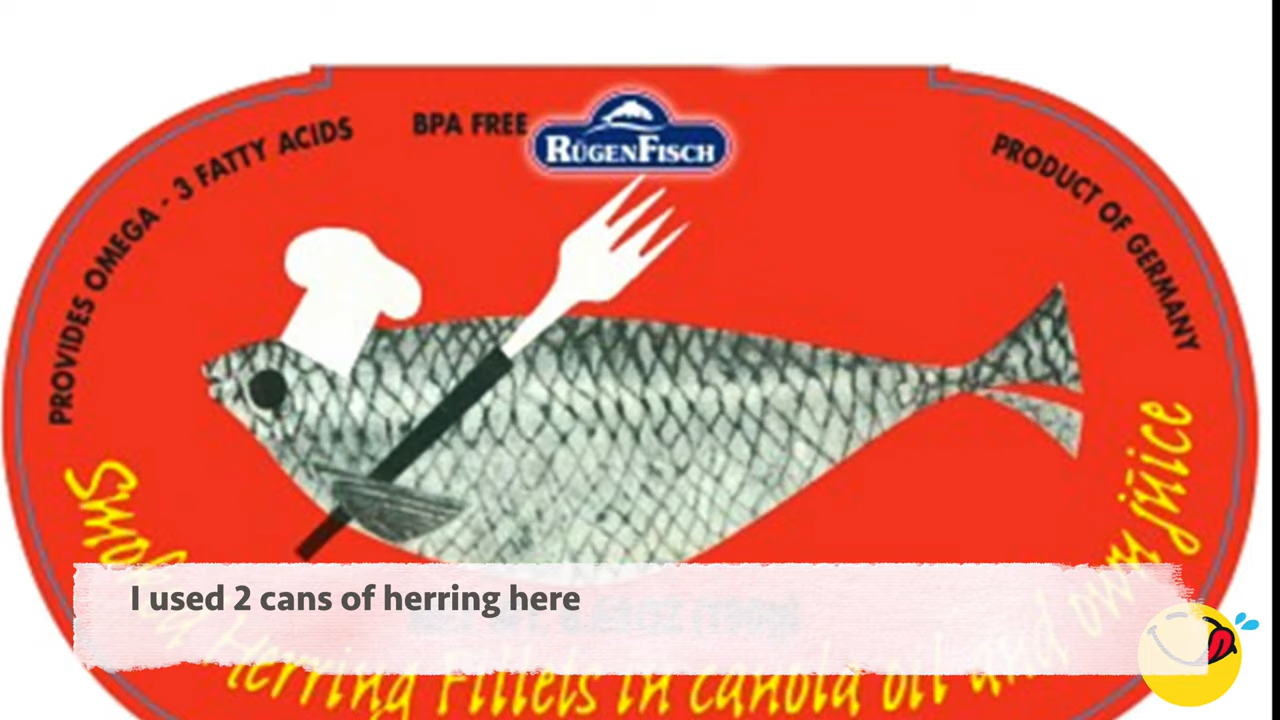 PROVIDES OMEGA - 3 FATTY ACIDS
BPA FREE
RÜGENFISCH
PRODUCT OF GERMANY
Herring Fillets in canola oil and own juice
I used 2 cans of herring here